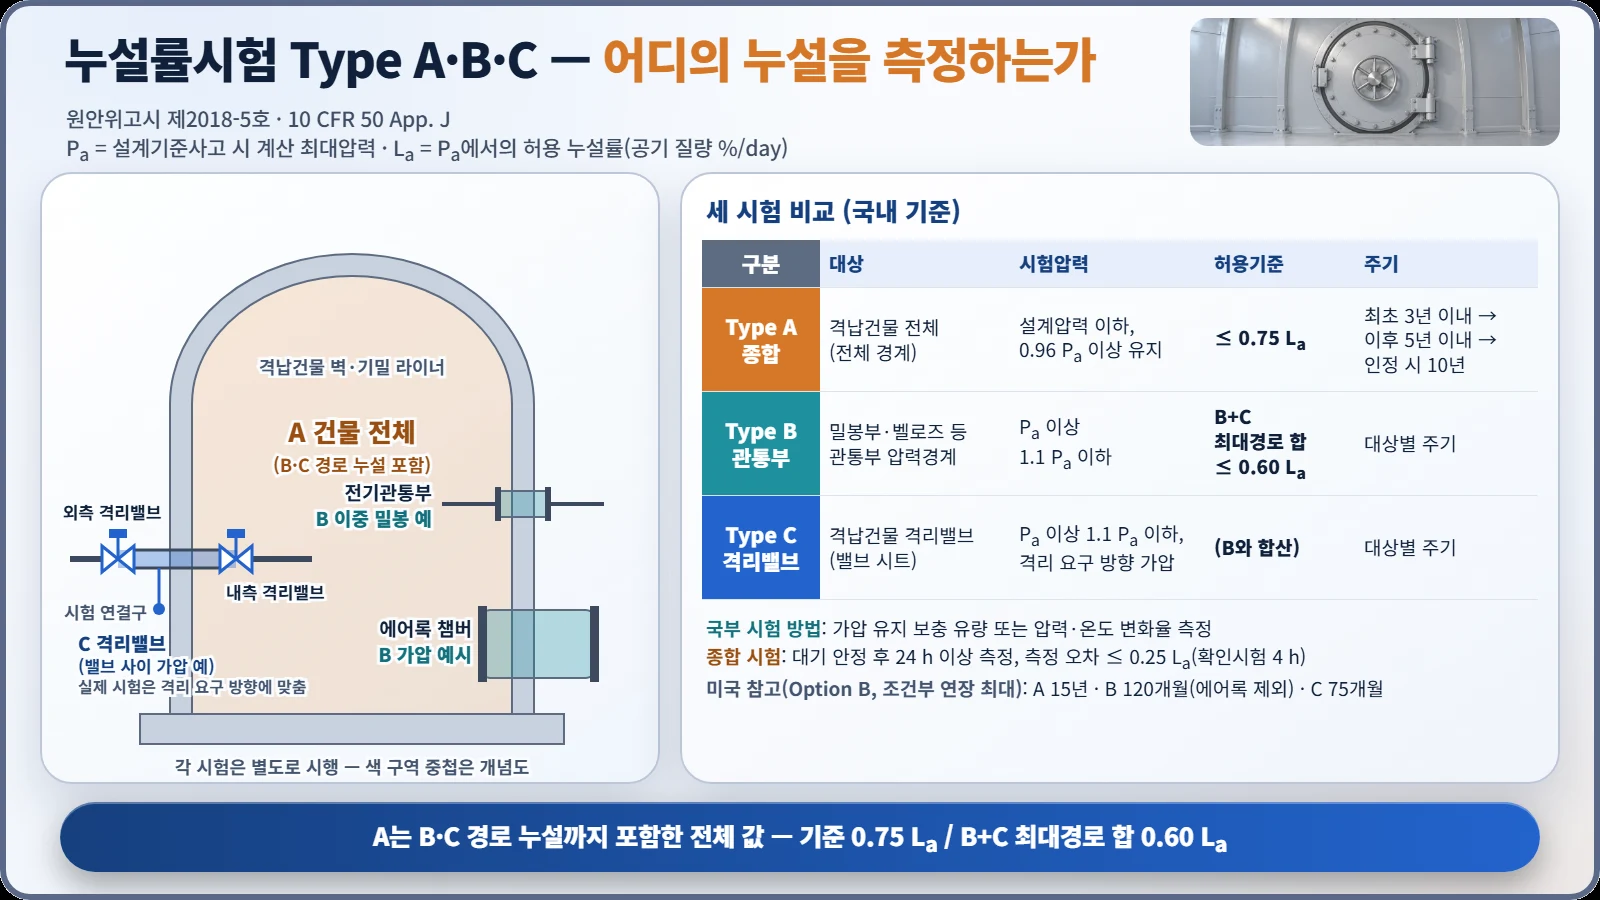 누설률시험 Type A·B·C — 어디의 누설을 측정하는가
원안위고시 제2018-5호 · 10 CFR 50 App. J
Pa = 설계기준사고 시 계산 최대압력 · La = Pa에서의 허용 누설률(공기 질량 %/day)
격납건물 벽·기밀 라이너
A 건물 전체
(B·C 경로 누설 포함)
전기관통부
B 이중 밀봉 예
외측 격리밸브
내측 격리밸브
시험 연결구
C 격리밸브
(밸브 사이 가압 예)
실제 시험은 격리 요구 방향에 맞춤
에어록 챔버
B 가압 예시
각 시험은 별도로 시행 — 색 구역 중첩은 개념도
세 시험 비교 (국내 기준)
구분 대상 시험압력 허용기준 주기
Type A
종합
격납건물 전체
(전체 경계)
설계압력 이하,
0.96 Pa 이상 유지
≤ 0.75 La
최초 3년 이내 →
이후 5년 이내 →
인정 시 10년
Type B
관통부
밀봉부·벨로즈 등
관통부 압력경계
Pa 이상
1.1 Pa 이하
B+C
최대경로 합
≤ 0.60 La
대상별 주기
Type C
격리밸브
격납건물 격리밸브
(밸브 시트)
Pa 이상 1.1 Pa 이하,
격리 요구 방향 가압
(B와 합산)
대상별 주기
국부 시험 방법: 가압 유지 보충 유량 또는 압력·온도 변화율 측정
종합 시험: 대기 안정 후 24 h 이상 측정, 측정 오차 ≤ 0.25 La(확인시험 4 h)
미국 참고(Option B, 조건부 연장 최대): A 15년 · B 120개월(에어록 제외) · C 75개월
A는 B·C 경로 누설까지 포함한 전체 값 — 기준 0.75 La / B+C 최대경로 합 0.60 La